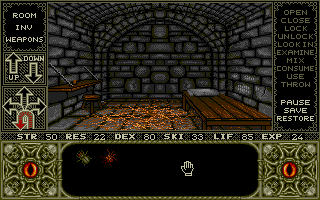 ROOM
INV
WEAPONS
UP
DOWN
OPEN
CLOSE
LOCK
UNLOCK
LOOK IN
EXAMINE
MIX
CONSUME
USE
THROW
PAUSE
SAVE
RESTORE
STR 50 RES 22 DEX 80 SKI 33 LIF 85 EXP 24